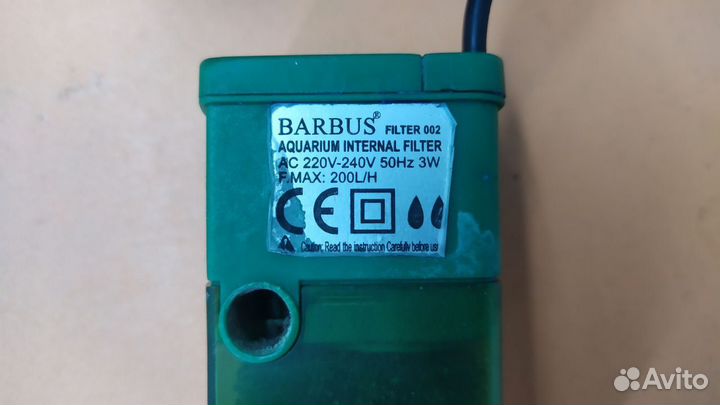 BARBUS® FILTER 002
AQUARIUM INTERNAL FILTER
AC 220V-240V 50Hz 3W
F.MAX: 200L/H
CE
Caution: Read the instruction Carefully before use
Avito